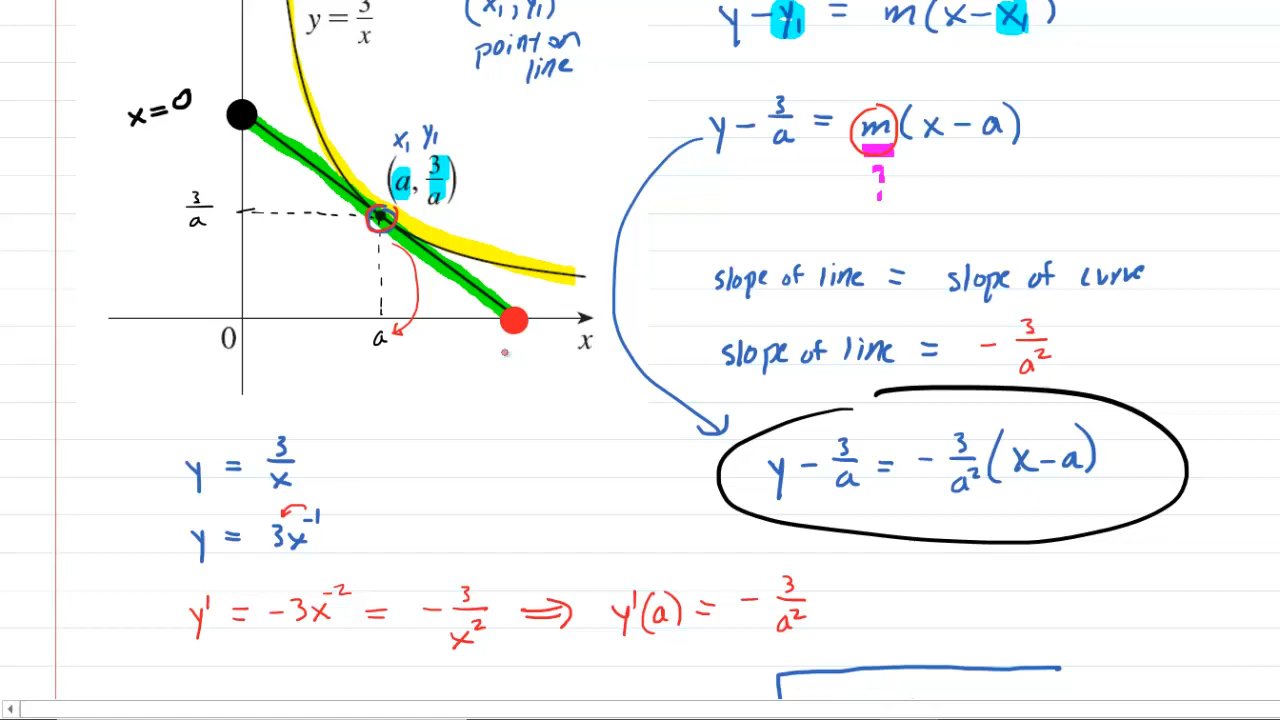 y = 3/x
(x₁, y₁)
point on
line
x = 0
x₁ y₁
(a, 3/a)
3/a
0
a
x
y - y₁ = m(x - x₁)
y - 3/a = m(x - a)
?
slope of line = slope of curve
slope of line = - 3/a²
y - 3/a = - 3/a² (x - a)
y = 3/x
y = 3x⁻¹
y' = -3x⁻² = - 3/x² ⟹ y'(a) = - 3/a²